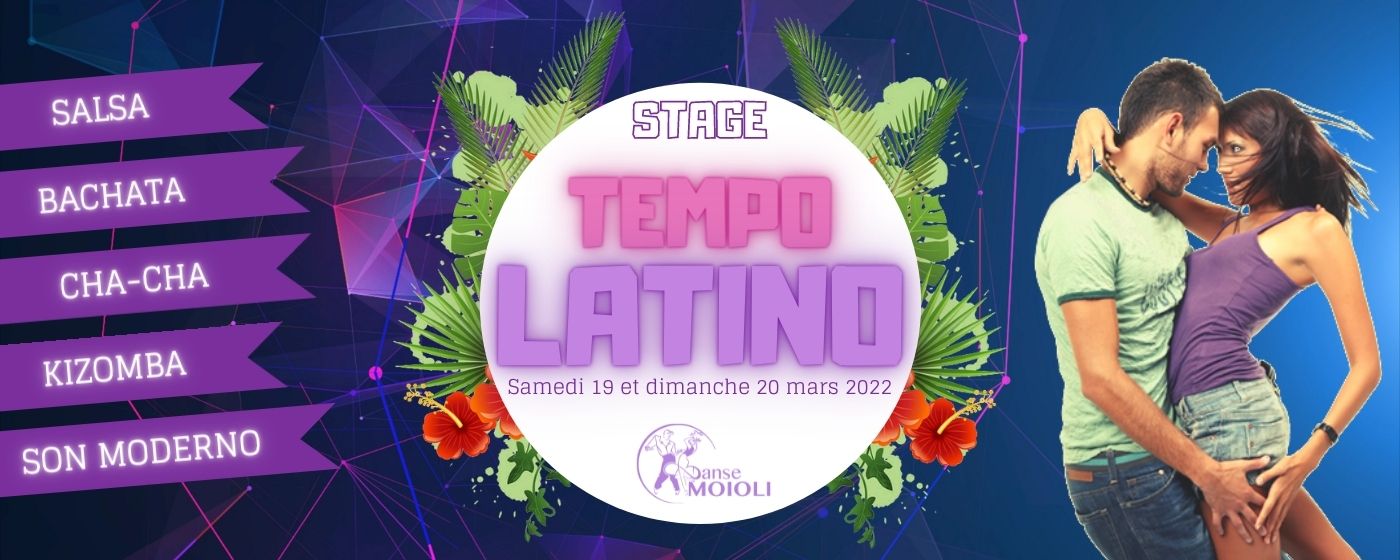 SALSA
BACHATA
CHA-CHA
KIZOMBA
SON MODERNO
STAGE
TEMPO
LATINO
Samedi 19 et dimanche 20 mars 2022
Danse
MOIOLI